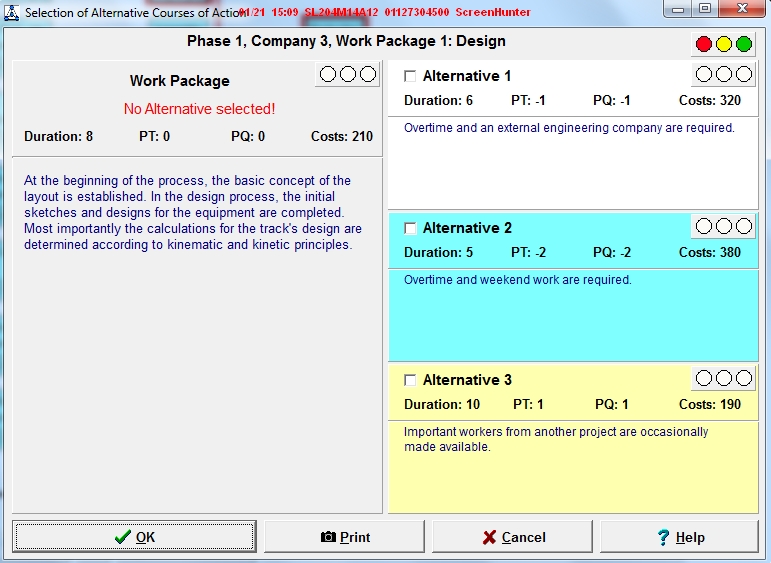 Selection of Alternative Courses of Action
01/21 15:09 SL204M14A12 01127304500 ScreenHunter
Phase 1, Company 3, Work Package 1: Design
Work Package
No Alternative selected!
Duration: 8 PT: 0 PQ: 0 Costs: 210
At the beginning of the process, the basic concept of the
layout is established. In the design process, the initial
sketches and designs for the equipment are completed.
Most importantly the calculations for the track's design are
determined according to kinematic and kinetic principles.
Alternative 1
Duration: 6 PT: -1 PQ: -1 Costs: 320
Overtime and an external engineering company are required.
Alternative 2
Duration: 5 PT: -2 PQ: -2 Costs: 380
Overtime and weekend work are required.
Alternative 3
Duration: 10 PT: 1 PQ: 1 Costs: 190
Important workers from another project are occasionally
made available.
OK Print Cancel ? Help